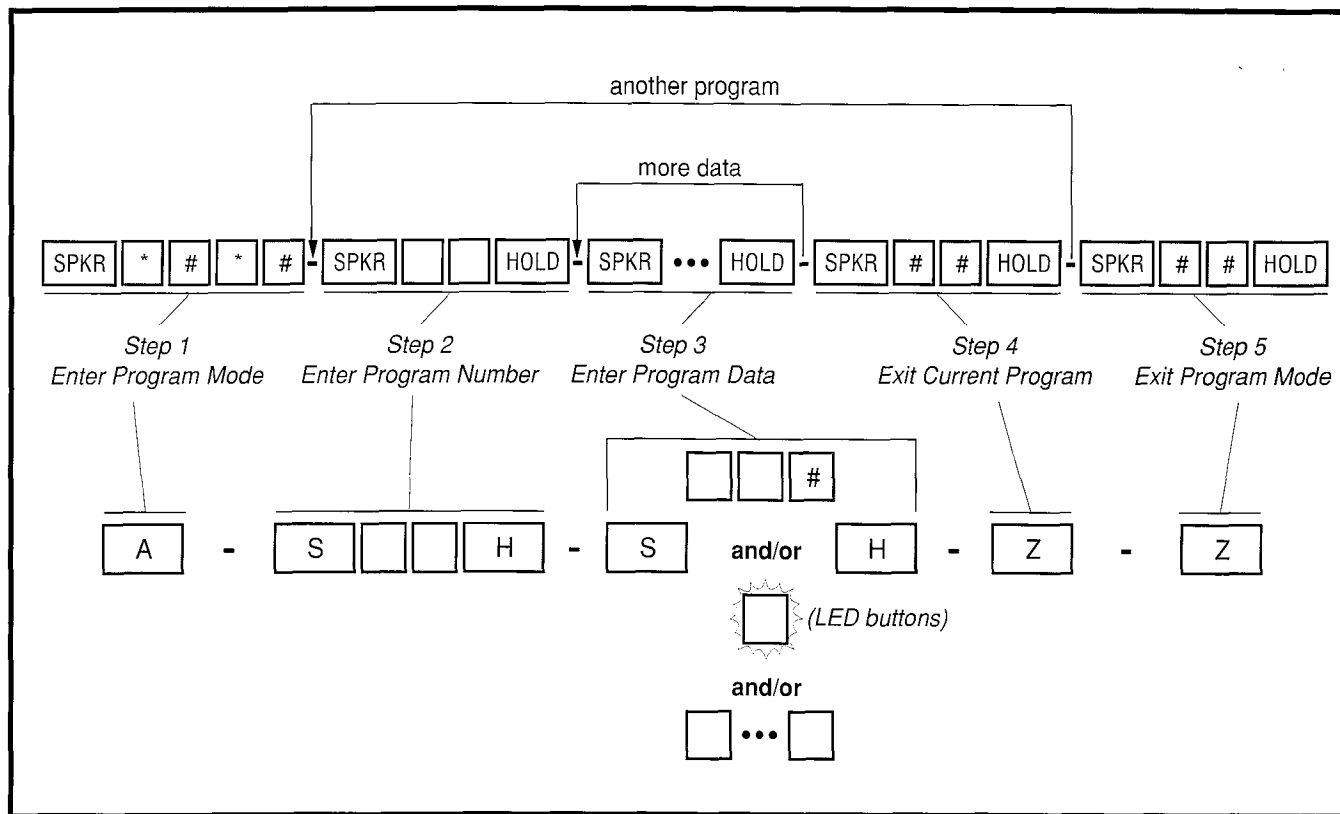 another program
more data
SPKR * # * # - SPKR HOLD - SPKR ••• HOLD - SPKR # # HOLD - SPKR # # HOLD
Step 1 Step 2 Step 3 Step 4 Step 5
Enter Program Mode Enter Program Number Enter Program Data Exit Current Program Exit Program Mode
#
A - S H - S and/or H - Z - Z
(LED buttons)
and/or
•••